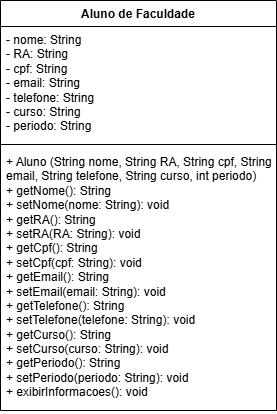 Aluno de Faculdade
- nome: String
- RA: String
- cpf: String
- email: String
- telefone: String
- curso: String
- periodo: String
+ Aluno (String nome, String RA, String cpf, String
email, String telefone, String curso, int periodo)
+ getNome(): String
+ setNome(nome: String): void
+ getRA(): String
+ setRA(RA: String): void
+ getCpf(): String
+ setCpf(cpf: String): void
+ getEmail(): String
+ setEmail(email: String): void
+ getTelefone(): String
+ setTelefone(telefone: String): void
+ getCurso(): String
+ setCurso(curso: String): void
+ getPeriodo(): String
+ setPeriodo(periodo: String): void
+ exibirInformacoes(): void